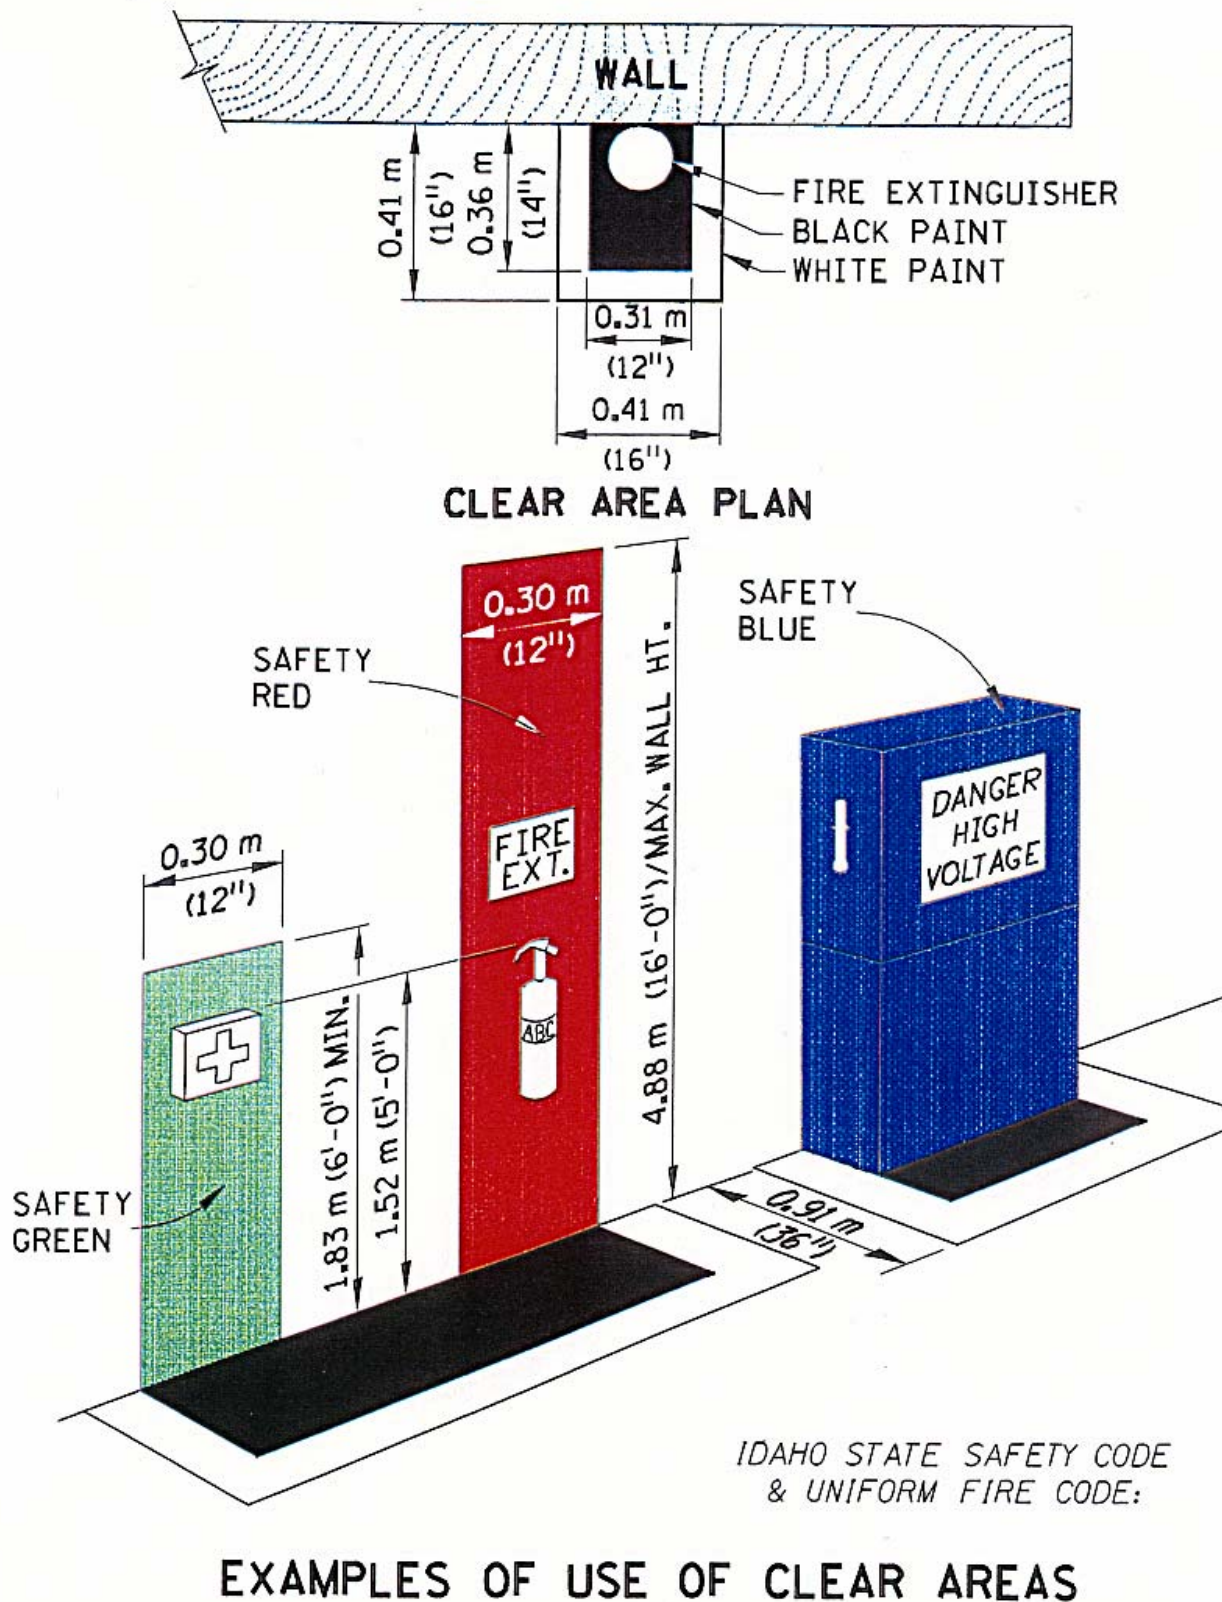 WALL
0.41 m
(16")
0.36 m
(14")
FIRE EXTINGUISHER
BLACK PAINT
WHITE PAINT
0.31 m
(12")
0.41 m
(16")
CLEAR AREA PLAN
0.30 m
(12")
SAFETY
RED
SAFETY
BLUE
4.88 m (16'-0")/MAX. WALL HT.
FIRE
EXT.
DANGER
HIGH
VOLTAGE
0.30 m
(12")
ABC
1.83 m (6'-0") MIN.
1.52 m (5'-0")
SAFETY
GREEN
0.91 m
(36")
IDAHO STATE SAFETY CODE
& UNIFORM FIRE CODE:
EXAMPLES OF USE OF CLEAR AREAS